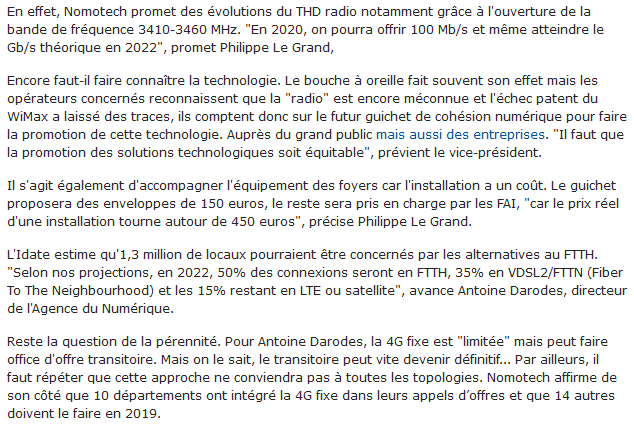 En effet, Nomotech promet des évolutions du THD radio notamment grâce à l'ouverture de la
bande de fréquence 3410-3460 MHz. "En 2020, on pourra offrir 100 Mb/s et même atteindre le
Gb/s théorique en 2022", promet Philippe Le Grand,
Encore faut-il faire connaître la technologie. Le bouche à oreille fait souvent son effet mais les
opérateurs concernés reconnaissent que la "radio" est encore méconnue et l'échec patent du
WiMax a laissé des traces, ils comptent donc sur le futur guichet de cohésion numérique pour faire
la promotion de cette technologie. Auprès du grand public mais aussi des entreprises. "Il faut que
la promotion des solutions technologiques soit équitable", prévient le vice-président.
Il s'agit également d'accompagner l'équipement des foyers car l'installation a un coût. Le guichet
proposera des enveloppes de 150 euros, le reste sera pris en charge par les FAI, "car le prix réel
d'une installation tourne autour de 450 euros", précise Philippe Le Grand.
L'Idate estime qu'1,3 million de locaux pourraient être concernés par les alternatives au FTTH.
"Selon nos projections, en 2022, 50% des connexions seront en FTTH, 35% en VDSL2/FTTN (Fiber
To The Neighbourhood) et les 15% restant en LTE ou satellite", avance Antoine Darodes, directeur
de l'Agence du Numérique.
Reste la question de la pérennité. Pour Antoine Darodes, la 4G fixe est "limitée" mais peut faire
office d'offre transitoire. Mais on le sait, le transitoire peut vite devenir définitif... Par ailleurs, il
faut répéter que cette approche ne conviendra pas à toutes les topologies. Nomotech affirme de
son côté que 10 départements ont intégré la 4G fixe dans leurs appels d'offres et que 14 autres
doivent le faire en 2019.